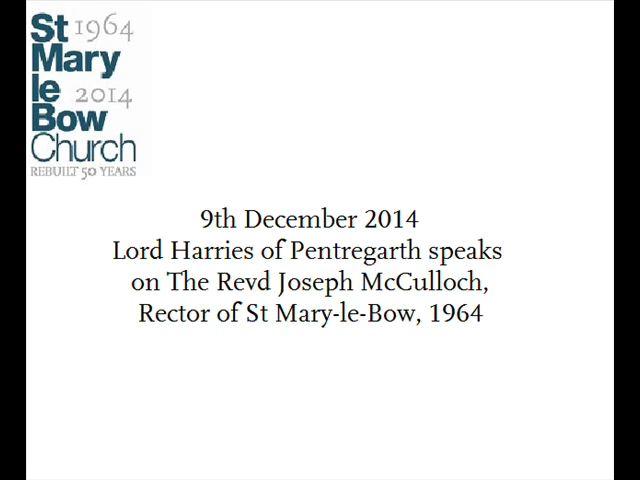 St 1964
Mary
le 2014
Bow
Church
REBUILT 50 YEARS
9th December 2014
Lord Harries of Pentregarth speaks
on The Revd Joseph McCulloch,
Rector of St Mary-le-Bow, 1964